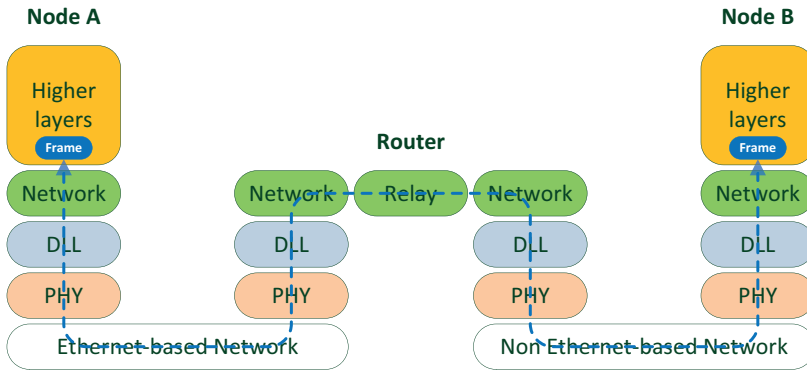 Node A
Node B
Higher
layers
Frame
Higher
layers
Frame
Router
Network
Network
Relay
Network
Network
DLL
DLL
DLL
DLL
PHY
PHY
PHY
PHY
Ethernet-based Network
Non Ethernet-based Network